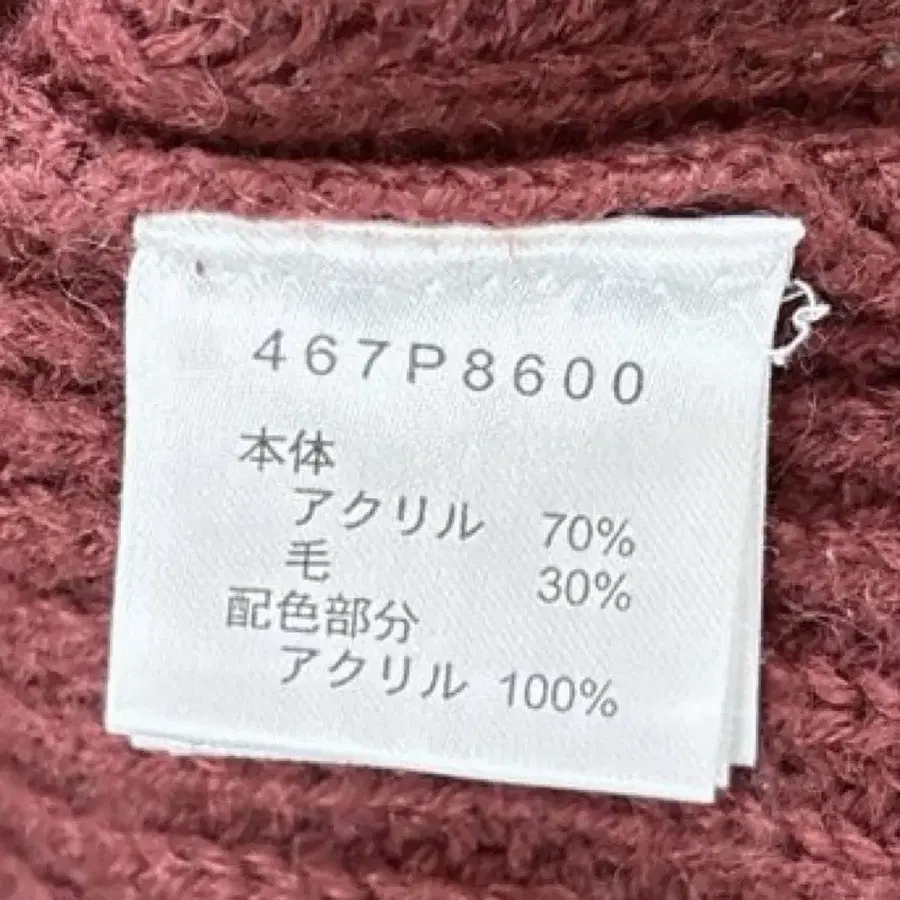 467P8600
本体
アクリル 70%
毛 30%
配色部分
アクリル 100%